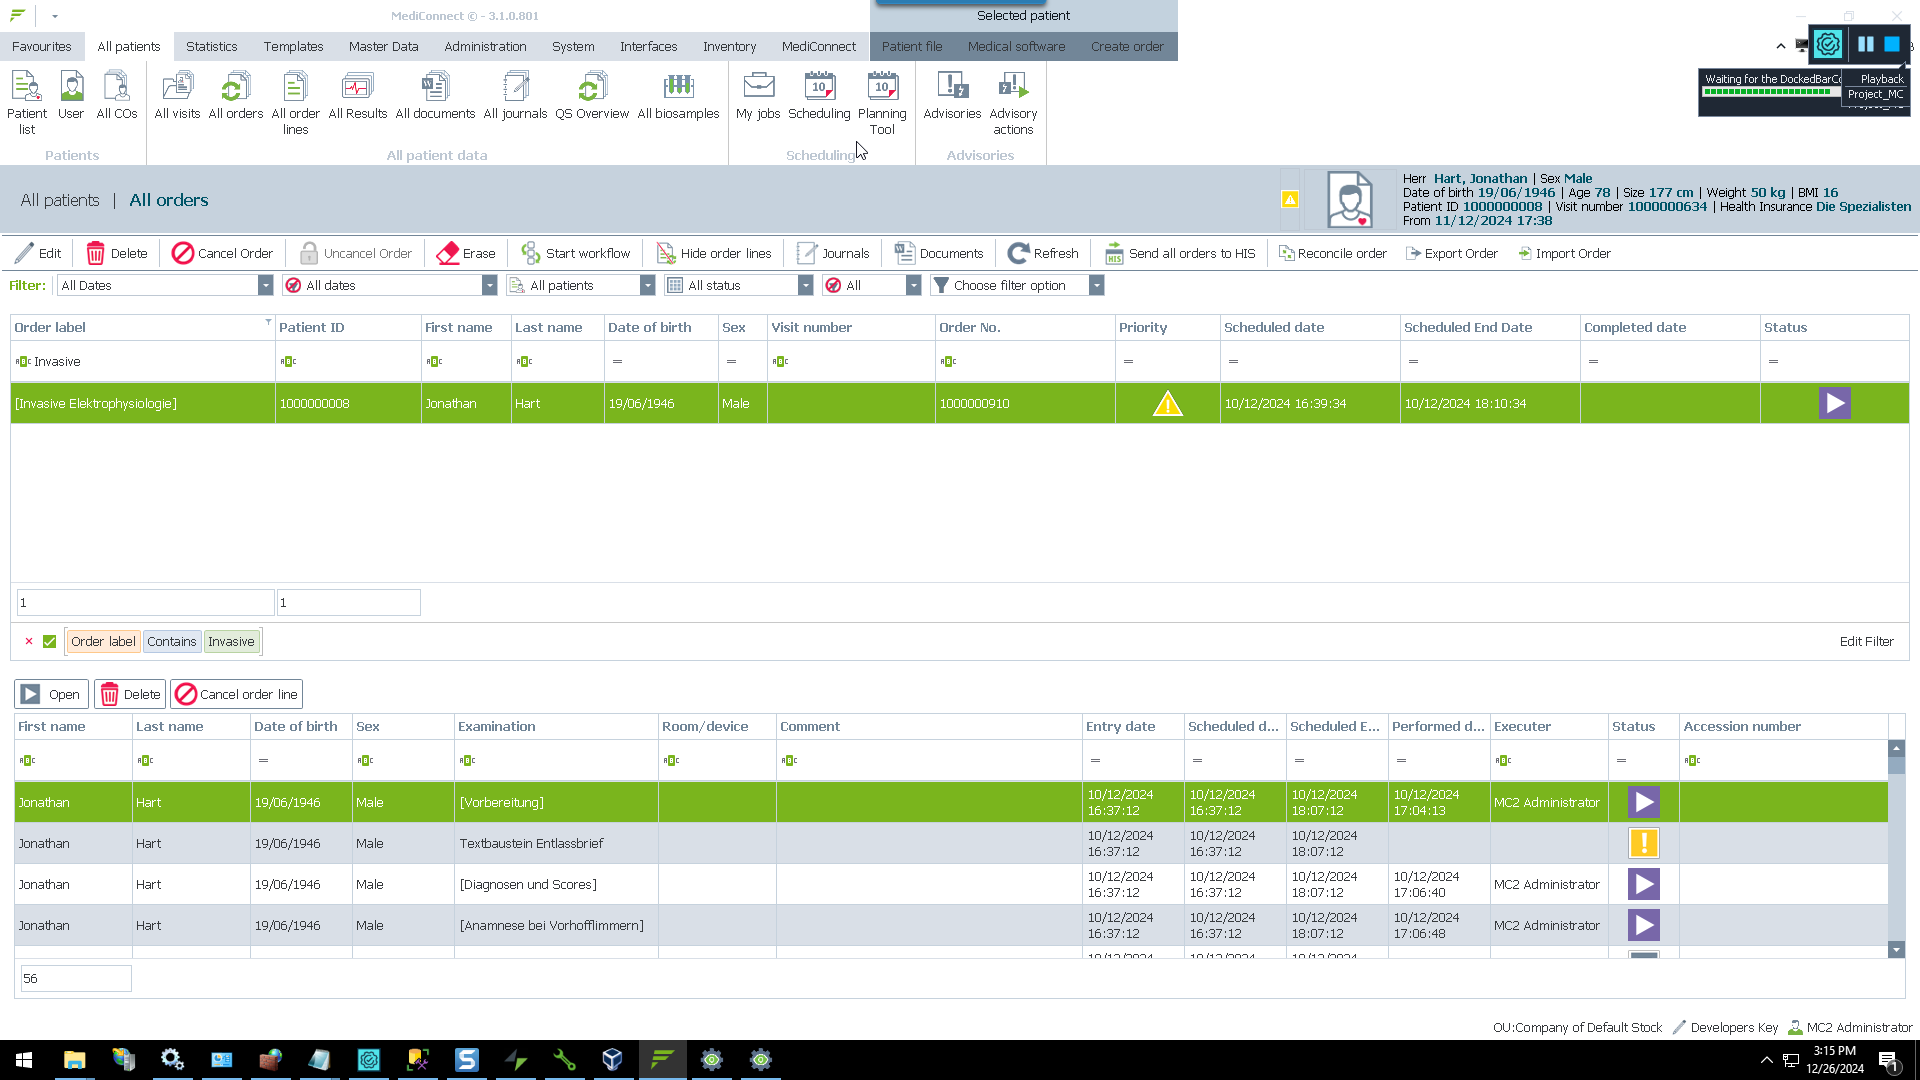 MediConnect © - 3.1.0.801
Selected patient
Favourites All patients Statistics Templates Master Data Administration System Interfaces Inventory MediConnect Patient file Medical software Create order
Waiting for the DockedBarCo
Playback
Project_MC
Patient list User All COs All visits All orders All order lines All Results All documents All journals QS Overview All biosamples My jobs Scheduling Planning Tool Advisories Advisory actions
Patients All patient data Scheduling Advisories
All patients | All orders
Herr Hart, Jonathan | Sex Male
Date of birth 19/06/1946 | Age 78 | Size 177 cm | Weight 50 kg | BMI 16
Patient ID 1000000008 | Visit number 1000000634 | Health Insurance Die Spezialisten
From 11/12/2024 17:38
Edit Delete Cancel Order Uncancel Order Erase Start workflow Hide order lines Journals Documents Refresh Send all orders to HIS Reconcile order Export Order Import Order
Filter: All Dates All dates All patients All status All Choose filter option
Order label Patient ID First name Last name Date of birth Sex Visit number Order No. Priority Scheduled date Scheduled End Date Completed date Status
Invasive = = = = = = =
[Invasive Elektrophysiologie] 1000000008 Jonathan Hart 19/06/1946 Male 1000000910 10/12/2024 16:39:34 10/12/2024 18:10:34
1 1
Order label Contains Invasive Edit Filter
Open Delete Cancel order line
First name Last name Date of birth Sex Examination Room/device Comment Entry date Scheduled d... Scheduled E... Performed d... Executer Status Accession number
= = = = = =
Jonathan Hart 19/06/1946 Male [Vorbereitung] 10/12/2024 16:37:12 10/12/2024 16:37:12 10/12/2024 18:07:12 10/12/2024 17:04:13 MC2 Administrator
Jonathan Hart 19/06/1946 Male Textbaustein Entlassbrief 10/12/2024 16:37:12 10/12/2024 16:37:12 10/12/2024 18:07:12
Jonathan Hart 19/06/1946 Male [Diagnosen und Scores] 10/12/2024 16:37:12 10/12/2024 16:37:12 10/12/2024 18:07:12 10/12/2024 17:06:40 MC2 Administrator
Jonathan Hart 19/06/1946 Male [Anamnese bei Vorhofflimmern] 10/12/2024 16:37:12 10/12/2024 16:37:12 10/12/2024 18:07:12 10/12/2024 17:06:48 MC2 Administrator
56
OU:Company of Default Stock Developers Key MC2 Administrator
3:15 PM
12/26/2024
1